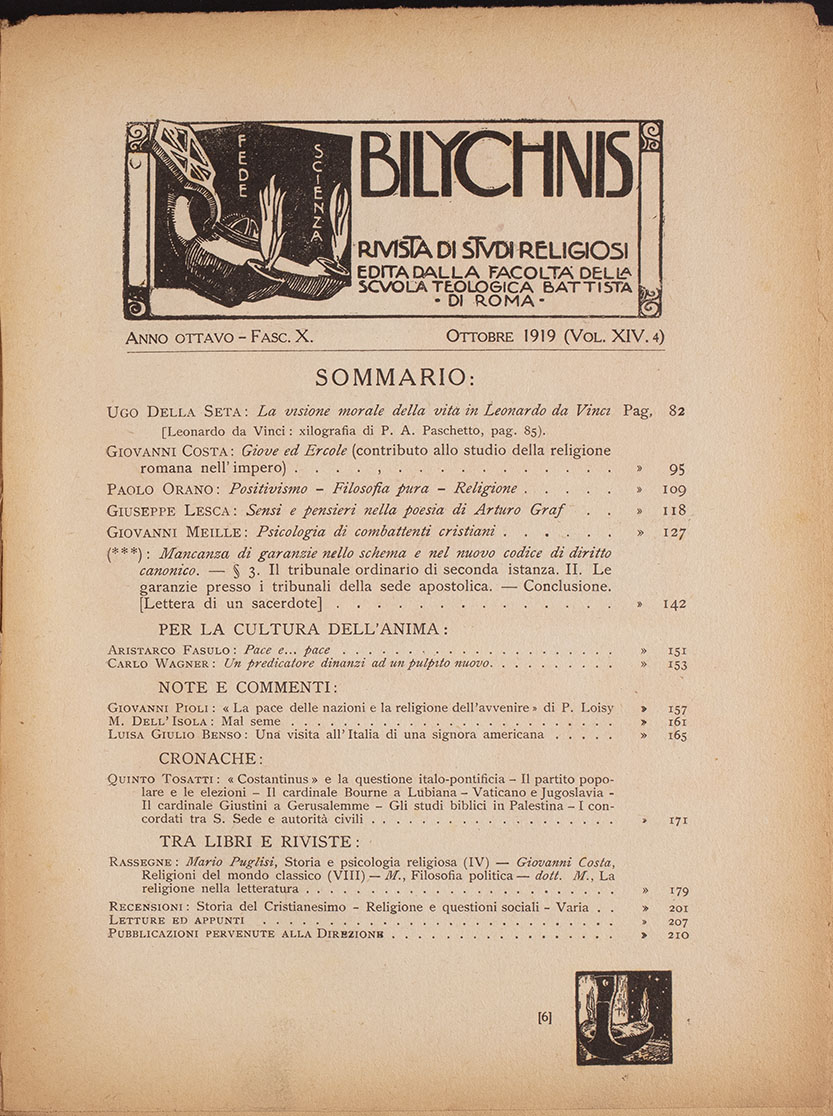 FEDE
SCIENZA
BILYCHNIS
RIVISTA DI STVDI RELIGIOSI
EDITA DALLA FACOLTA' DELLA
SCVOLA TEOLOGICA BATTISTA
· DI ROMA ·
ANNO OTTAVO – FASC. X.
OTTOBRE 1919 (VOL. XIV. 4)
SOMMARIO:
UGO DELLA SETA: La visione morale della vita in Leonardo da Vinci Pag. 82
[Leonardo da Vinci: xilografia di P. A. Paschetto, pag. 85).
GIOVANNI COSTA: Giove ed Ercole (contributo allo studio della religione
romana nell'impero) . . . . , . . . . . . . . . . . . . . » 95
PAOLO ORANO: Positivismo – Filosofia pura – Religione . . . . . » 109
GIUSEPPE LESCA: Sensi e pensieri nella poesia di Arturo Graf . . » 118
GIOVANNI MEILLE: Psicologia di combattenti cristiani . . . . . . » 127
(***): Mancanza di garanzie nello schema e nel nuovo codice di diritto
canonico. — § 3. Il tribunale ordinario di seconda istanza. II. Le
garanzie presso i tribunali della sede apostolica. — Conclusione.
[Lettera di un sacerdote] . . . . . . . . . . . . . . . » 142
PER LA CULTURA DELL'ANIMA:
ARISTARCO FASULO: Pace e... pace . . . . . . . . . . . . . . . . . . . . . » 151
CARLO WAGNER: Un predicatore dinanzi ad un pulpito nuovo. . . . . . . . . . » 153
NOTE E COMMENTI:
GIOVANNI PIOLI: « La pace delle nazioni e la religione dell'avvenire » di P. Loisy » 157
M. DELL'ISOLA: Mal seme . . . . . . . . . . . . . . . . . . . . . . . . . . » 161
LUISA GIULIO BENSO: Una visita all'Italia di una signora americana . . . . . » 165
CRONACHE:
QUINTO TOSATTI: « Costantinus » e la questione italo-pontificia – Il partito popo-
lare e le elezioni – Il cardinale Bourne a Lubiana – Vaticano e Jugoslavia -
Il cardinale Giustini a Gerusalemme – Gli studi biblici in Palestina – I con-
cordati tra S. Sede e autorità civili . . . . . . . . . . . . . . . . . . . » 171
TRA LIBRI E RIVISTE:
RASSEGNE: Mario Puglisi, Storia e psicologia religiosa (IV) — Giovanni Costa,
Religioni del mondo classico (VIII) — M., Filosofia politica — dott. M., La
religione nella letteratura . . . . . . . . . . . . . . . . . . . . . . . . » 179
RECENSIONI: Storia del Cristianesimo – Religione e questioni sociali – Varia . . » 201
LETTURE ED APPUNTI . . . . . . . . . . . . . . . . . . . . . . . . . . . . » 207
PUBBLICAZIONI PERVENUTE ALLA DIREZIONE . . . . . . . . . . . . . . . . . . » 210
[6]